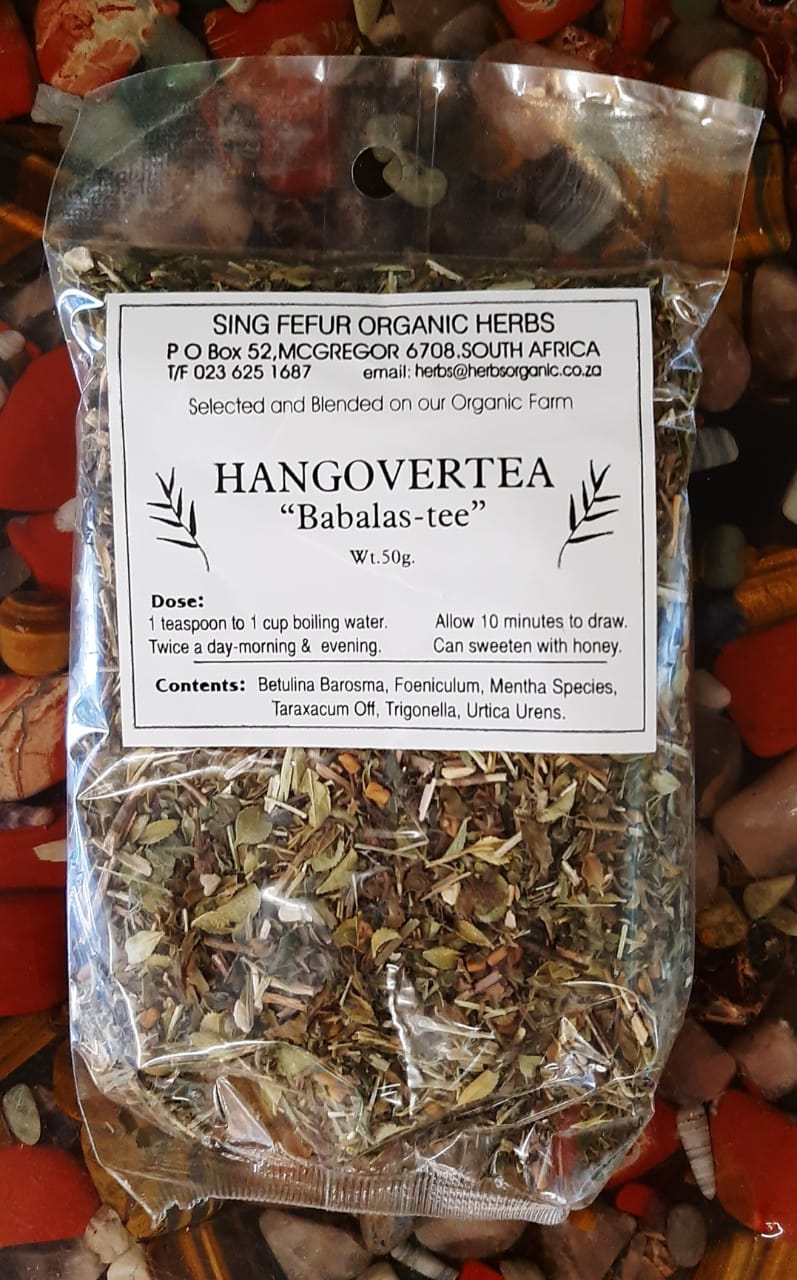 SING FEFUR ORGANIC HERBS
P O Box 52,MCGREGOR 6708.SOUTH AFRICA
T/F 023 625 1687 email: herbs@herbsorganic.co.za
Selected and Blended on our Organic Farm
HANGOVERTEA
“Babalas-tee”
Wt.50g.
Dose:
1 teaspoon to 1 cup boiling water. Allow 10 minutes to draw.
Twice a day-morning & evening. Can sweeten with honey.
Contents: Betulina Barosma, Foeniculum, Mentha Species,
Taraxacum Off, Trigonella, Urtica Urens.